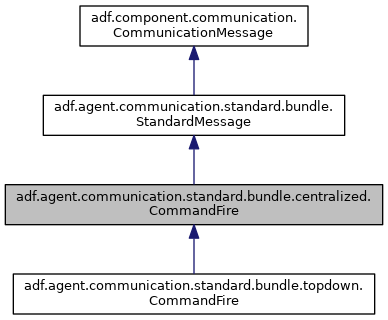 adf.component.communication.
CommunicationMessage
adf.agent.communication.standard.bundle.
StandardMessage
adf.agent.communication.standard.bundle.centralized.
CommandFire
adf.agent.communication.standard.bundle.topdown.
CommandFire